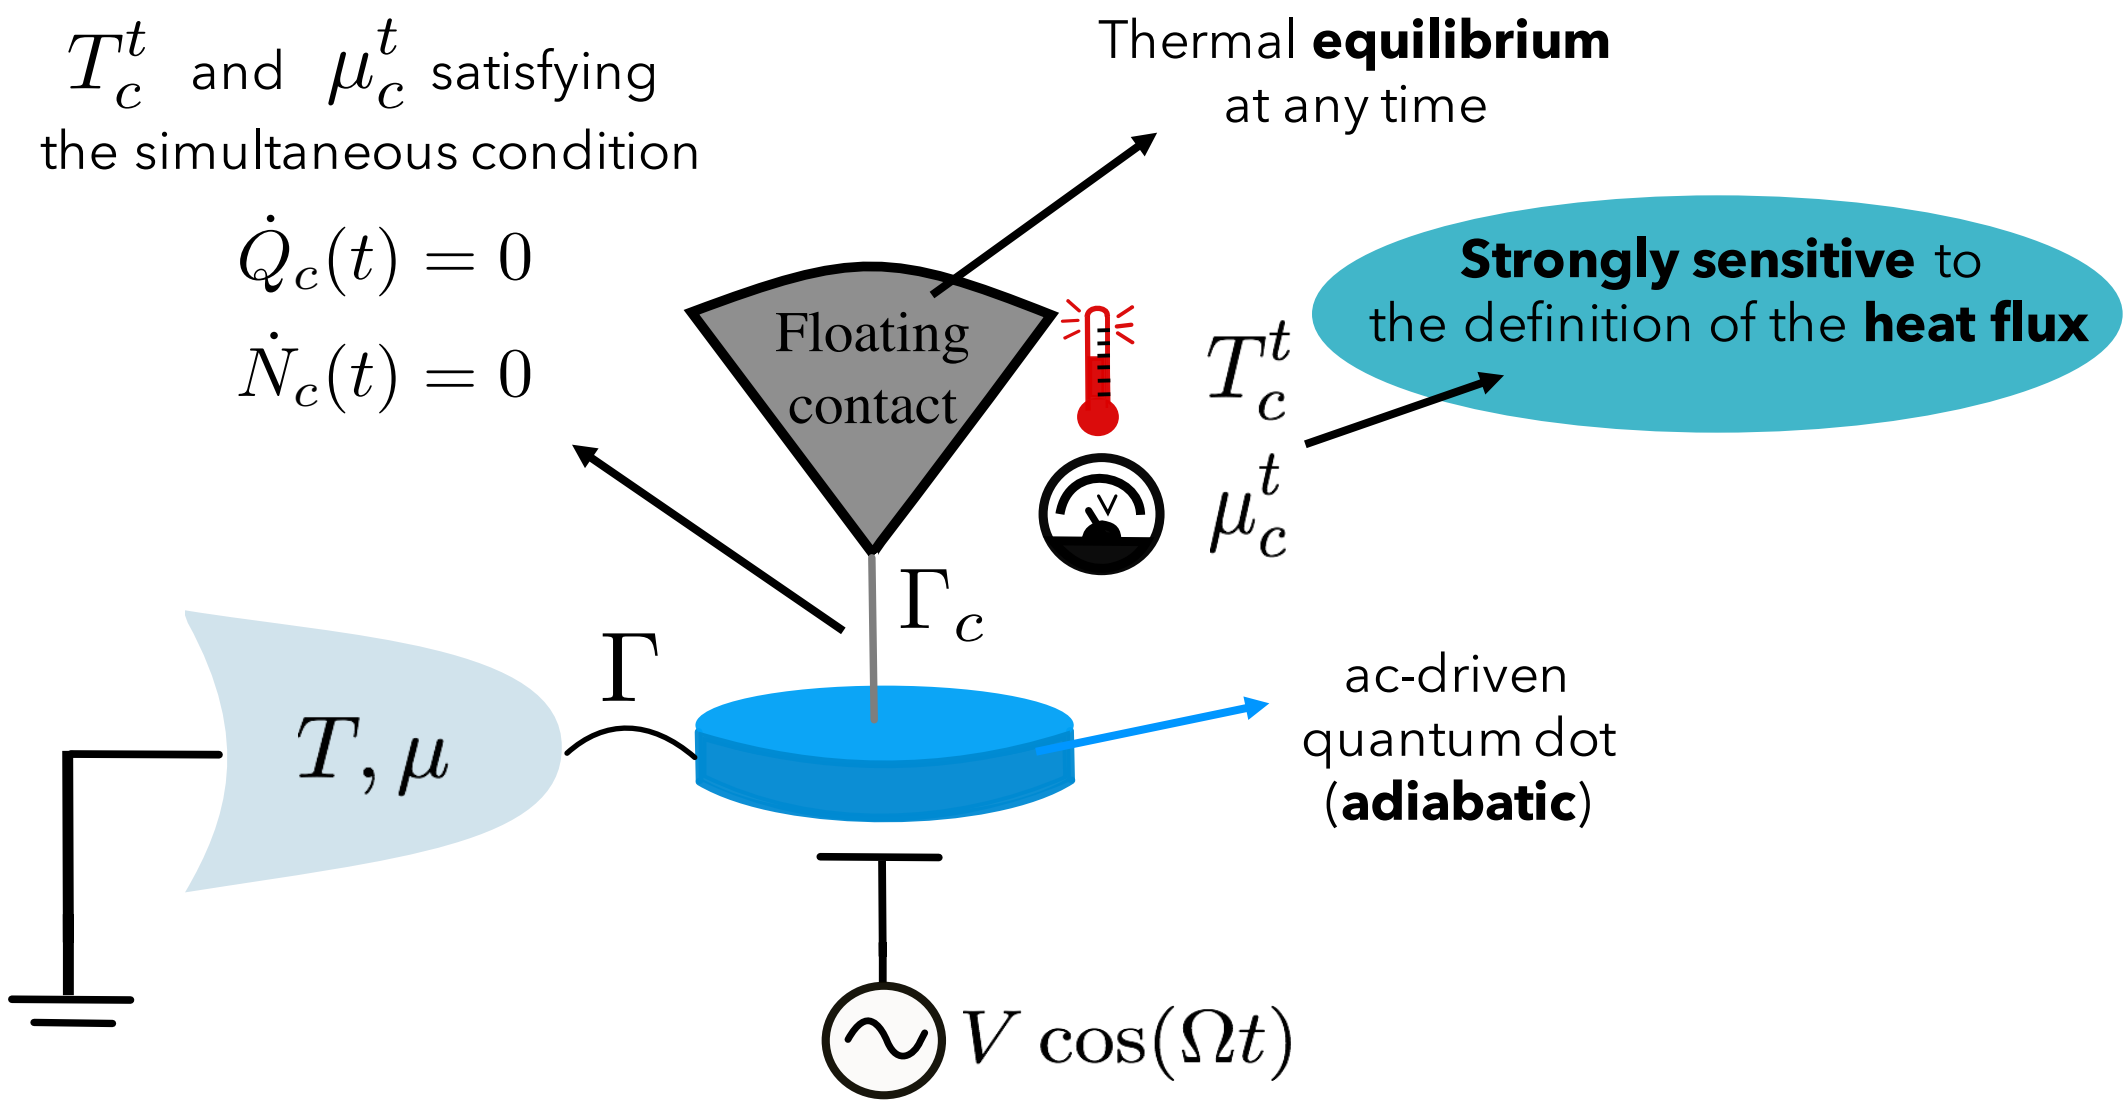 $T_c^t$ and $\mu_c^t$ satisfying
the simultaneous condition
$\dot{Q}_c(t) = 0$
$\dot{N}_c(t) = 0$
Thermal equilibrium
at any time
Strongly sensitive to
the definition of the heat flux
Floating
contact
$T_c^t$
V
$\mu_c^t$
$\Gamma_c$
$\Gamma$
$T, \mu$
ac-driven
quantum dot
(adiabatic)
$V \cos(\Omega t)$